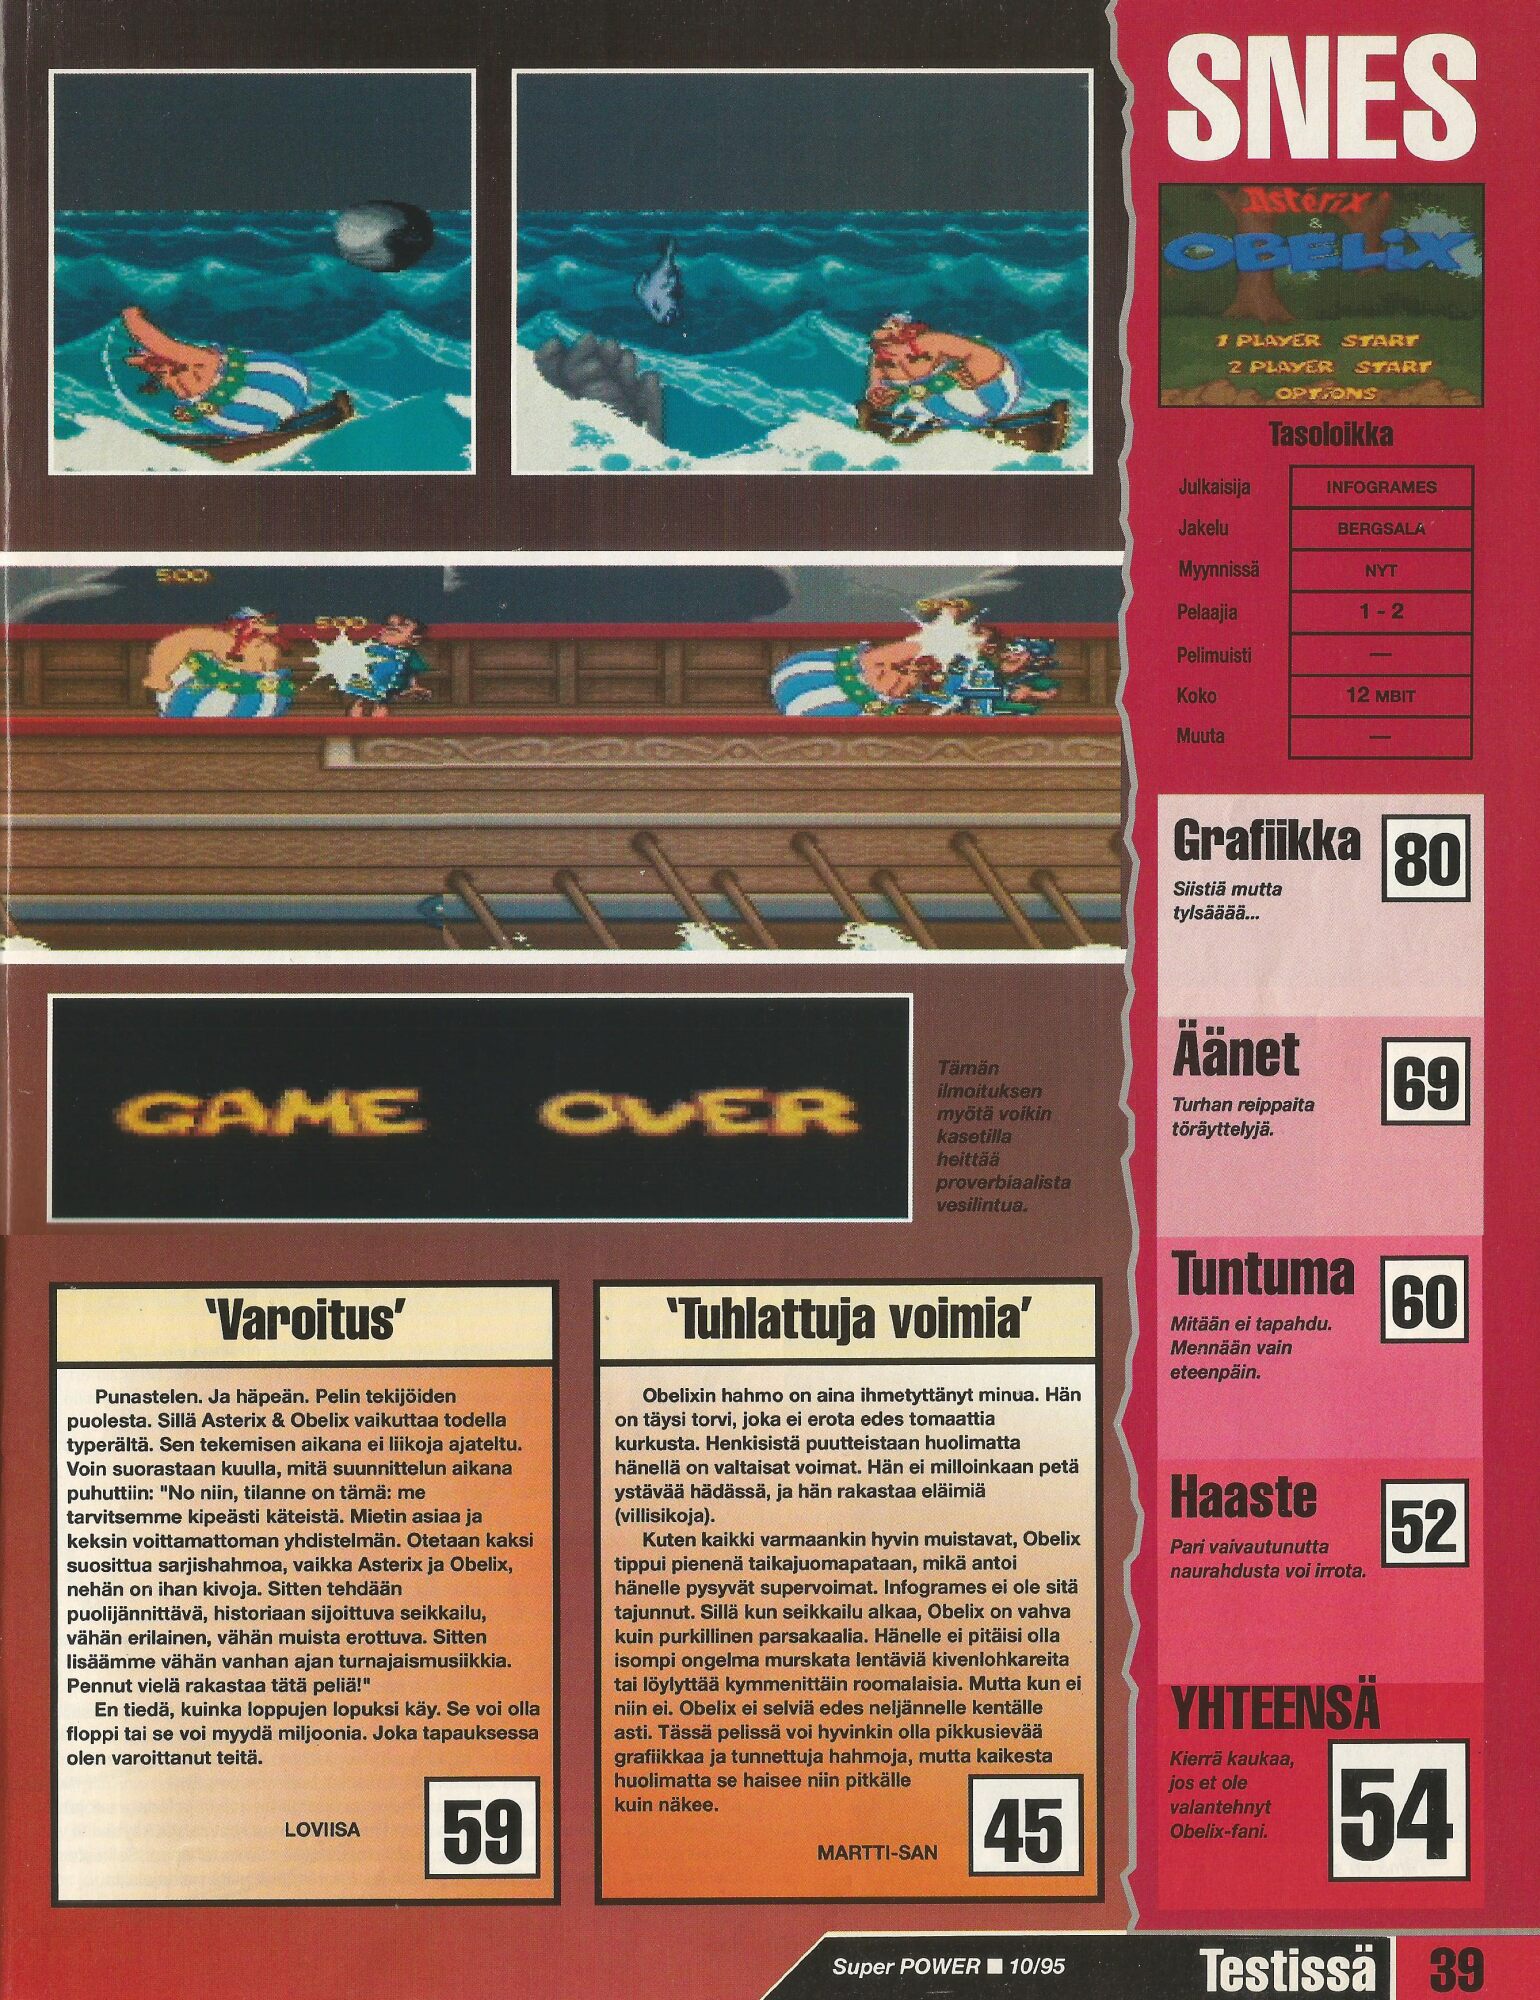 SNES
Astérix
&
OBELiX
1 PLAYER START
2 PLAYER START
OPTiONS
Tasoloikka
Julkaisija INFOGRAMES
Jakelu BERGSALA
Myynnissä NYT
Pelaajia 1 - 2
Pelimuisti —
Koko 12 MBIT
Muuta —
500
500
GAME OVER
Tämän
ilmoituksen
myötä voikin
kasetilla
heittää
proverbiaalista
vesilintua.
'Varoitus'
Punastelen. Ja häpeän. Pelin tekijöiden
puolesta. Sillä Asterix & Obelix vaikuttaa todella
typerältä. Sen tekemisen aikana ei liikoja ajateltu.
Voin suorastaan kuulla, mitä suunnittelun aikana
puhuttiin: "No niin, tilanne on tämä: me
tarvitsemme kipeästi käteistä. Mietin asiaa ja
keksin voittamattoman yhdistelmän. Otetaan kaksi
suosittua sarjishahmoa, vaikka Asterix ja Obelix,
nehän on ihan kivoja. Sitten tehdään
puolijännittävä, historiaan sijoittuva seikkailu,
vähän erilainen, vähän muista erottuva. Sitten
lisäämme vähän vanhan ajan turnajaismusiikkia.
Pennut vielä rakastaa tätä peliä!"
En tiedä, kuinka loppujen lopuksi käy. Se voi olla
floppi tai se voi myydä miljoonia. Joka tapauksessa
olen varoittanut teitä.
LOVIISA
59
'Tuhlattuja voimia'
Obelixin hahmo on aina ihmetyttänyt minua. Hän
on täysi torvi, joka ei erota edes tomaattia
kurkusta. Henkisistä puutteistaan huolimatta
hänellä on valtaisat voimat. Hän ei milloinkaan petä
ystävää hädässä, ja hän rakastaa eläimiä
(villisikoja).
Kuten kaikki varmaankin hyvin muistavat, Obelix
tippui pienenä taikajuomapataan, mikä antoi
hänelle pysyvät supervoimat. Infogrames ei ole sitä
tajunnut. Sillä kun seikkailu alkaa, Obelix on vahva
kuin purkillinen parsakaalia. Hänelle ei pitäisi olla
isompi ongelma murskata lentäviä kivenlohkareita
tai löylyttää kymmenittäin roomalaisia. Mutta kun ei
niin ei. Obelix ei selviä edes neljännelle kentälle
asti. Tässä pelissä voi hyvinkin olla pikkusievää
grafiikkaa ja tunnettuja hahmoja, mutta kaikesta
huolimatta se haisee niin pitkälle
kuin näkee.
MARTTI-SAN
45
Grafiikka
80
Siistiä mutta
tylsääää...
Äänet
69
Turhan reippaita
töräyttelyjä.
Tuntuma
60
Mitään ei tapahdu.
Mennään vain
eteenpäin.
Haaste
52
Pari vaivautunutta
naurahdusta voi irrota.
YHTEENSÄ
Kierrä kaukaa,
jos et ole
valantehnyt
Obelix-fani.
54
Super POWER ■ 10/95
Testissä
39